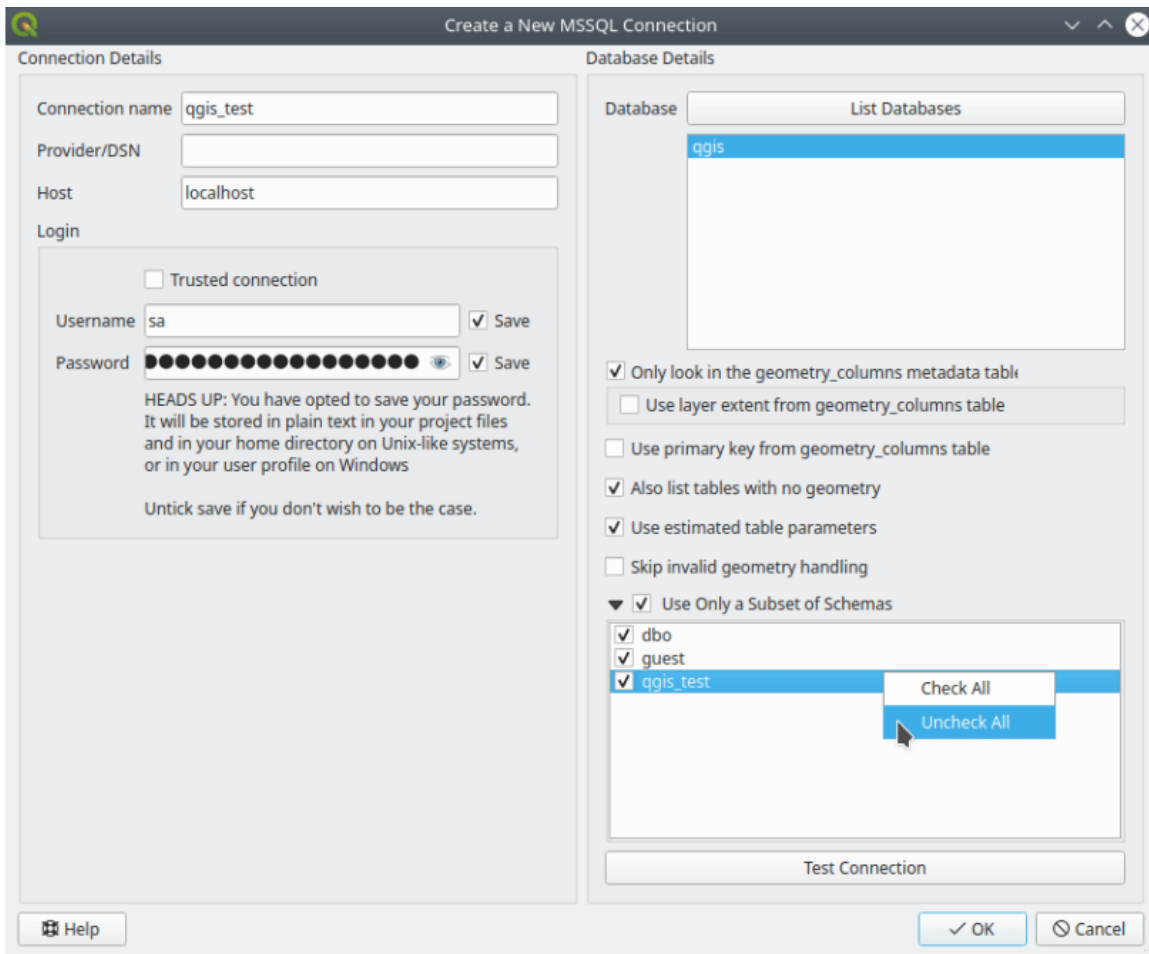 Create a New MSSQL Connection
Connection Details
Connection name qgis_test
Provider/DSN
Host localhost
Login
Trusted connection
Username sa Save
Password Save
HEADS UP: You have opted to save your password.
It will be stored in plain text in your project files
and in your home directory on Unix-like systems,
or in your user profile on Windows
Untick save if you don't wish to be the case.
Database Details
Database List Databases
qgis
Only look in the geometry_columns metadata table
Use layer extent from geometry_columns table
Use primary key from geometry_columns table
Also list tables with no geometry
Use estimated table parameters
Skip invalid geometry handling
Use Only a Subset of Schemas
dbo
guest
qgis_test
Check All
Uncheck All
Test Connection
Help
OK
Cancel